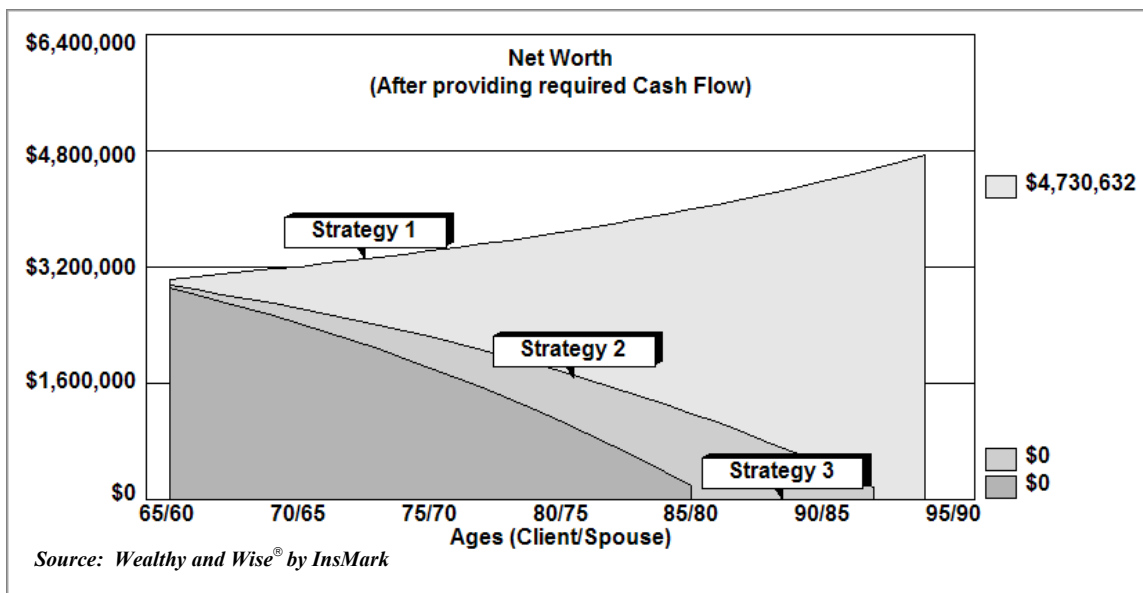 Net Worth
(After providing required Cash Flow)
$6,400,000
$4,800,000
$3,200,000
$1,600,000
$0
Strategy 1
Strategy 2
Strategy 3
$4,730,632
$0
$0
65/60 70/65 75/70 80/75 85/80 90/85 95/90
Ages (Client/Spouse)
Source: Wealthy and Wise® by InsMark